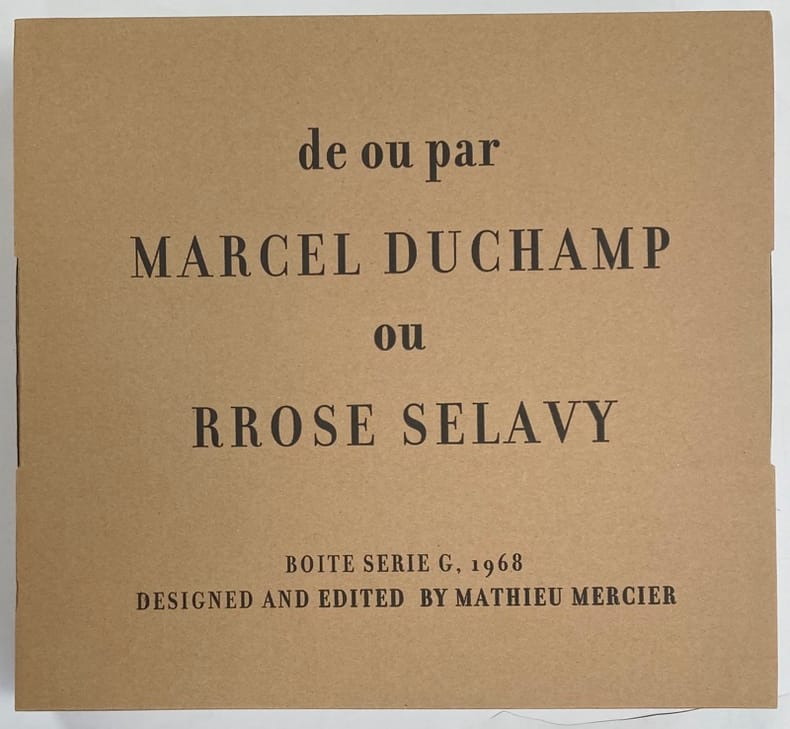 de ou par
MARCEL DUCHAMP
ou
RROSE SELAVY
BOITE SERIE G, 1968
DESIGNED AND EDITED BY MATHIEU MERCIER